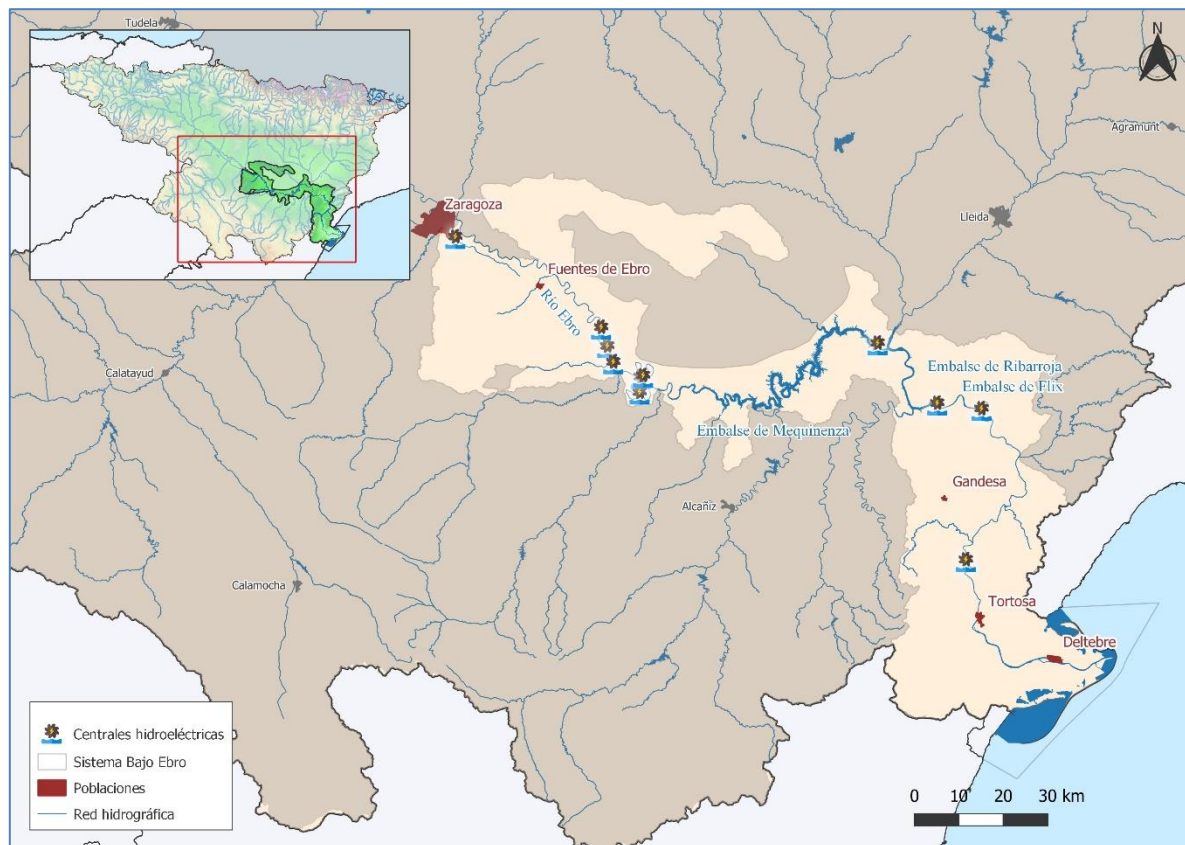 Tudela
N
Agramunt
Lleida
Zaragoza
Fuentes de Ebro
Río Ebro
Calatayud
Embalse de Ribarroja
Embalse de Flix
Embalse de Mequinenza
Gandesa
Alcañiz
Calamocha
Tortosa
Deltebre
Centrales hidroeléctricas
Sistema Bajo Ebro
Poblaciones
Red hidrográfica
0 10 20 30 km